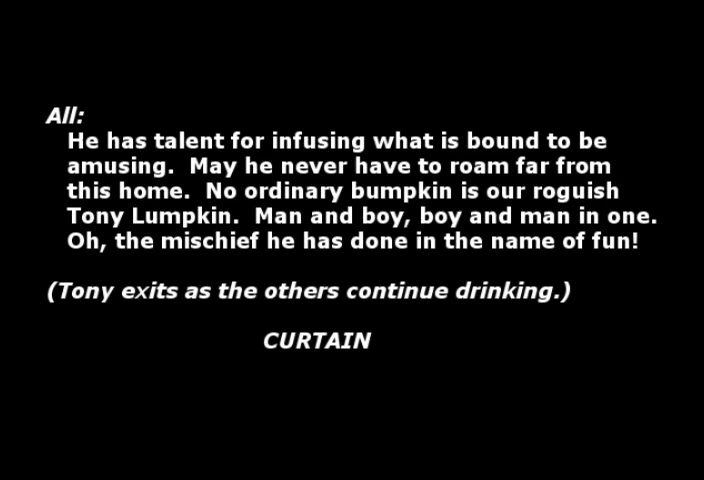 All:
He has talent for infusing what is bound to be
amusing.  May he never have to roam far from
this home.  No ordinary bumpkin is our roguish
Tony Lumpkin.  Man and boy, boy and man in one.
Oh, the mischief he has done in the name of fun!
(Tony exits as the others continue drinking.)
CURTAIN